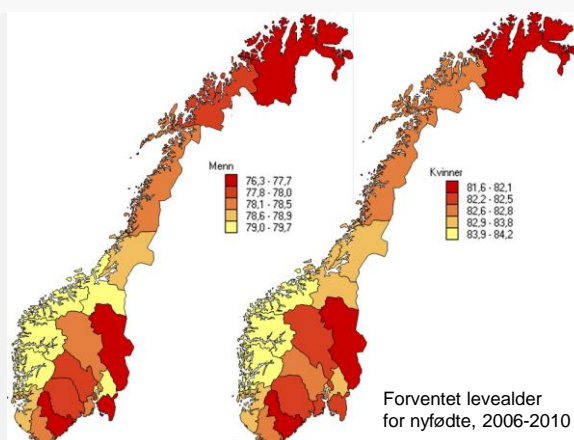 Menn
76,3 - 77,7
77,8 - 78,0
78,1 - 78,5
78,6 - 78,9
79,0 - 79,7
Kvinner
81,6 - 82,1
82,2 - 82,5
82,6 - 82,8
82,9 - 83,8
83,9 - 84,2
Forventet levealder
for nyfødte, 2006-2010